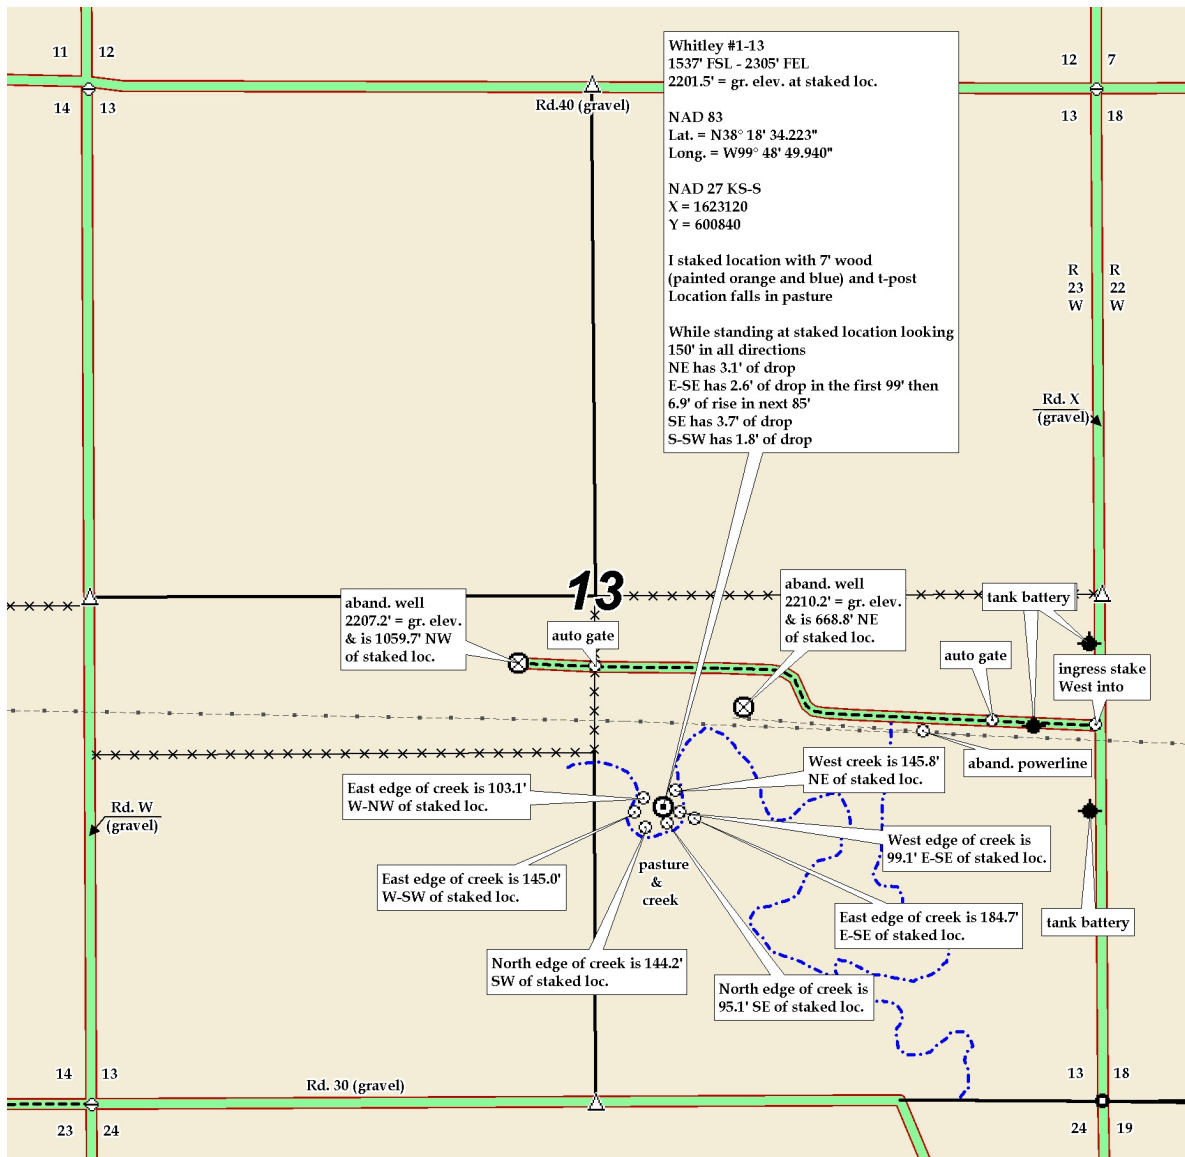 11 12
12 7
14 13
13 18
Rd.40 (gravel)
Whitley #1-13
1537' FSL - 2305' FEL
2201.5' = gr. elev. at staked loc.
NAD 83
Lat. = N38° 18' 34.223"
Long. = W99° 48' 49.940"
NAD 27 KS-S
X = 1623120
Y = 600840
I staked location with 7' wood
(painted orange and blue) and t-post
Location falls in pasture
While standing at staked location looking
150' in all directions
NE has 3.1' of drop
E-SE has 2.6' of drop in the first 99' then
6.9' of rise in next 85'
SE has 3.7' of drop
S-SW has 1.8' of drop
R R
23 22
W W
Rd. X
(gravel)
13
aband. well
2207.2' = gr. elev.
& is 1059.7' NW
of staked loc.
auto gate
aband. well
2210.2' = gr. elev.
& is 668.8' NE
of staked loc.
tank battery
auto gate
ingress stake
West into
aband. powerline
West creek is 145.8'
NE of staked loc.
East edge of creek is 103.1'
W-NW of staked loc.
Rd. W
(gravel)
West edge of creek is
99.1' E-SE of staked loc.
pasture
&
creek
East edge of creek is 145.0'
W-SW of staked loc.
East edge of creek is 184.7'
E-SE of staked loc.
tank battery
North edge of creek is 144.2'
SW of staked loc.
North edge of creek is
95.1' SE of staked loc.
14 13
13 18
Rd. 30 (gravel)
23 24
24 19